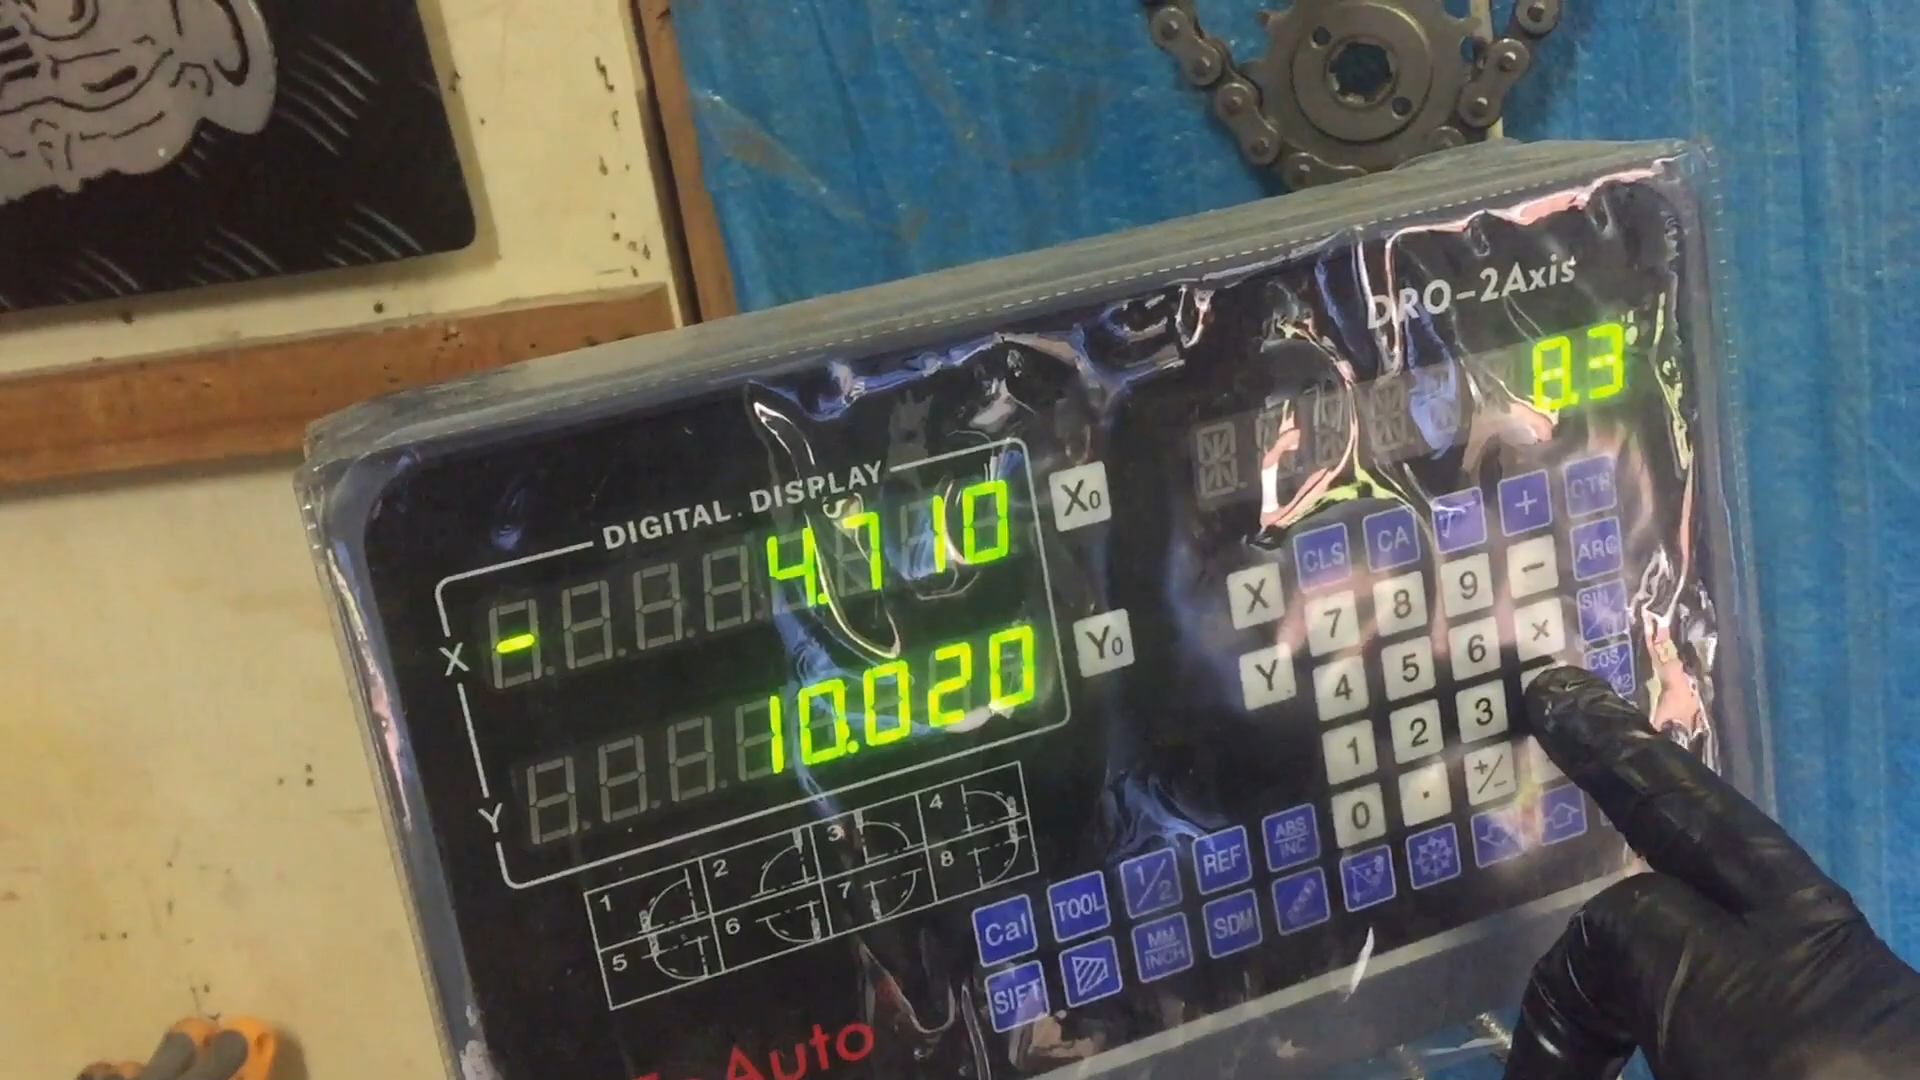 DRO-2Axis
8.3
DIGITAL DISPLAY
X - 4.710 X0
Y 10.020 Y0
CLS CA + CTR
X 7 8 9 - ARC
Y 4 5 6 × SIN
1 2 3 COS
0 . +/-
1 2 3 4
5 6 7 8
Cal TOOL 1/2 REF ABS/INC
SIFT MM/INCH SDM
Auto